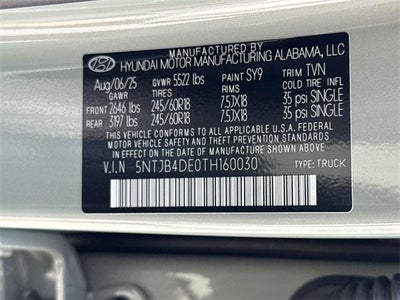 MANUFACTURED BY
HYUNDAI MOTOR MANUFACTURING ALABAMA, LLC
Aug/06/25 GVWR 5522 lbs PAINT SY9 TRIM TVN
GAWR TIRES RIMS COLD TIRE INFL
FRONT 2646 lbs 245/60R18 7.5JX18 35 psi SINGLE
REAR 3197 lbs 245/60R18 7.5JX18 35 psi SINGLE
THIS VEHICLE CONFORMS TO ALL APPLICABLE U.S.A. FEDERAL
MOTOR VEHICLE SAFETY AND THEFT PREVENTION STANDARDS
IN EFFECT ON THE DATE OF MANUFACTURE SHOWN ABOVE.
V.I.N 5NTJB4DE0TH160030 TYPE: TRUCK